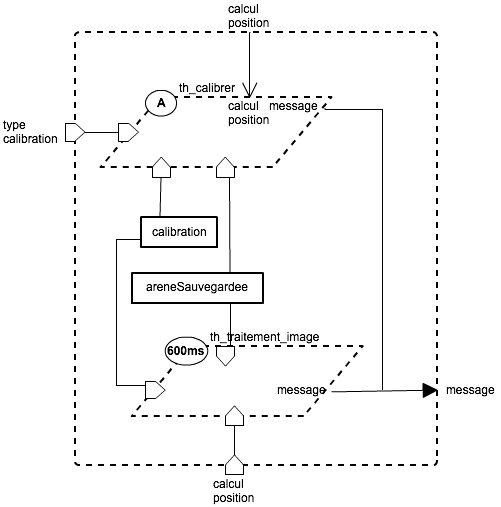 calcul
position
th_calibrer
A
calcul
position
message
type
calibration
calibration
areneSauvegardee
th_traitement_image
600ms
message
message
calcul
position